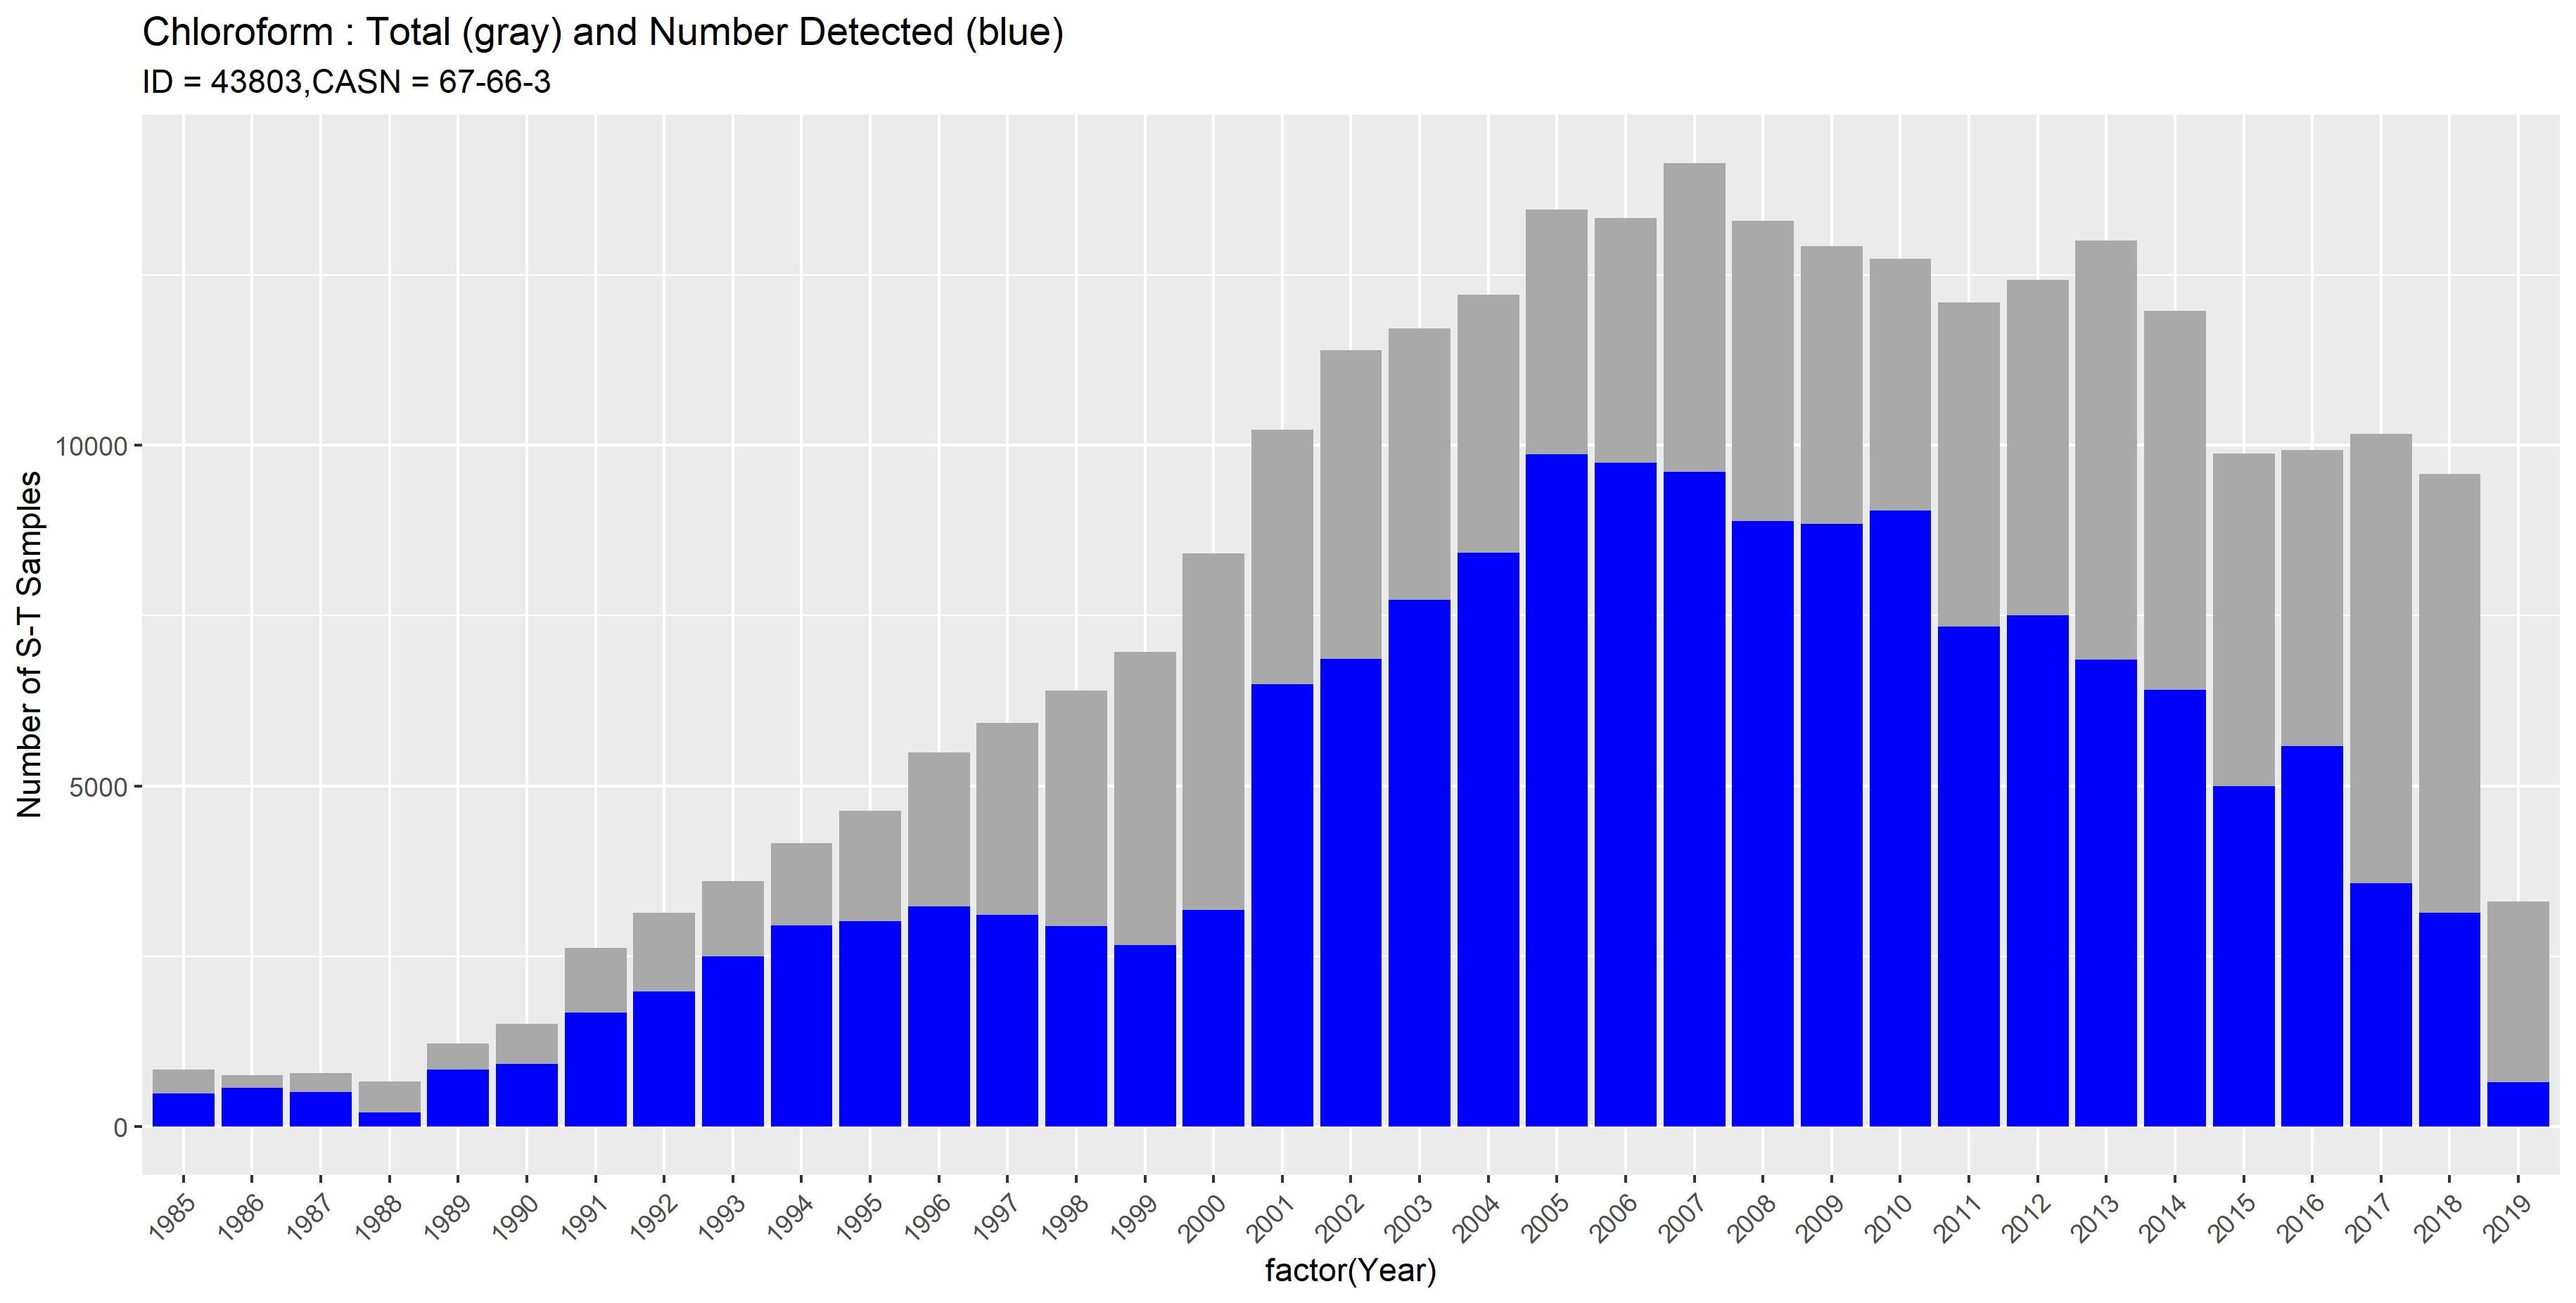 Chloroform : Total (gray) and Number Detected (blue)
ID = 43803,CASN = 67-66-3
Number of S-T Samples
10000
5000
0
1985 1986 1987 1988 1989 1990 1991 1992 1993 1994 1995 1996 1997 1998 1999 2000 2001 2002 2003 2004 2005 2006 2007 2008 2009 2010 2011 2012 2013 2014 2015 2016 2017 2018 2019
factor(Year)